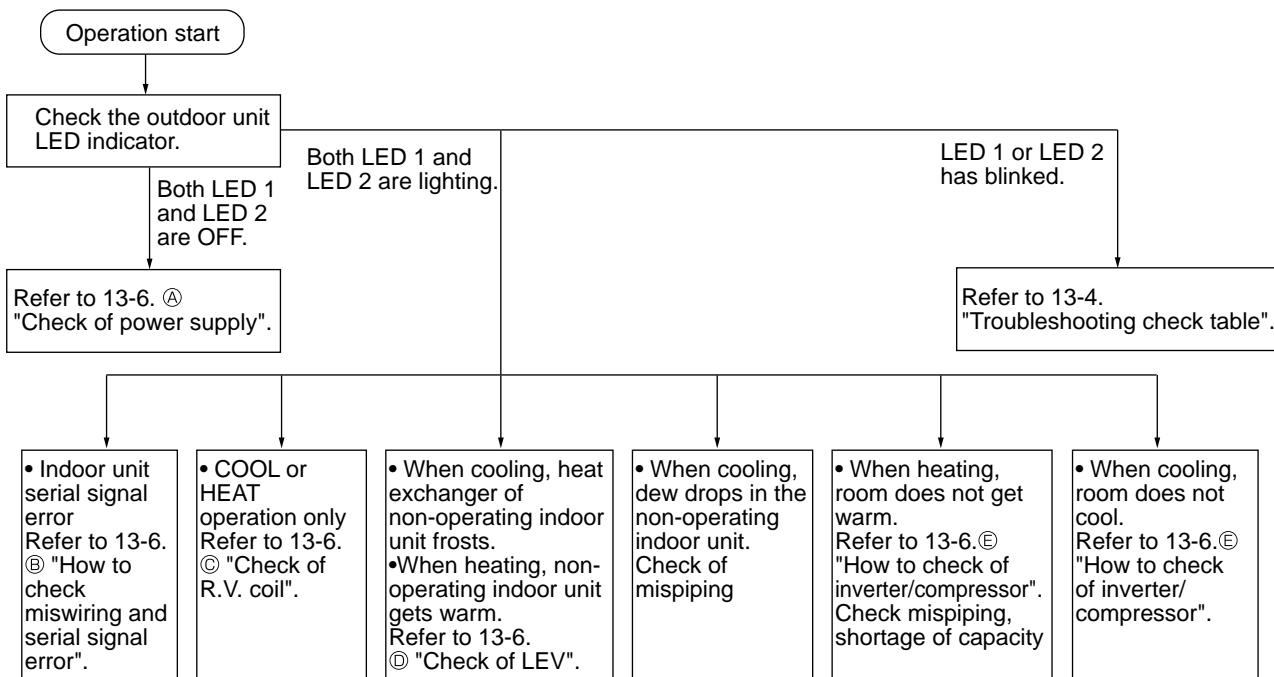 Operation start
Check the outdoor unit
LED indicator.
Both LED 1 and
LED 2 are lighting.
LED 1 or LED 2
has blinked.
Both LED 1
and LED 2
are OFF.
Refer to 13-6. Ⓐ
"Check of power supply".
Refer to 13-4.
"Troubleshooting check table".
• Indoor unit
serial signal
error
Refer to 13-6.
Ⓑ "How to
check
miswiring and
serial signal
error".
• COOL or
HEAT
operation only
Refer to 13-6.
Ⓒ "Check of
R.V. coil".
• When cooling, heat
exchanger of
non-operating indoor
unit frosts.
•When heating, non-
operating indoor unit
gets warm.
Refer to 13-6.
Ⓓ "Check of LEV".
• When cooling,
dew drops in the
non-operating
indoor unit.
Check of
mispiping
• When heating,
room does not get
warm.
Refer to 13-6.Ⓔ
"How to check of
inverter/compressor".
Check mispiping,
shortage of capacity
• When cooling,
room does not
cool.
Refer to 13-6.Ⓔ
"How to check
of inverter/
compressor".